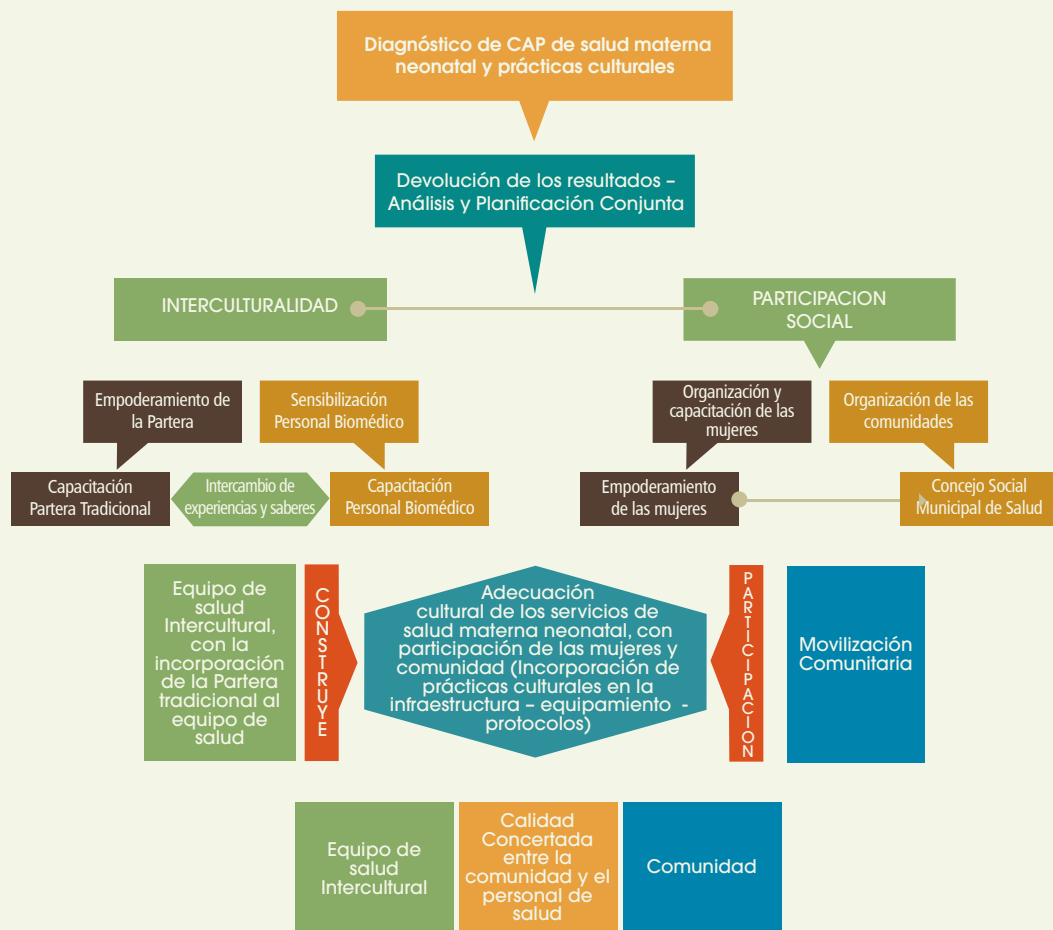 Diagnóstico de CAP de salud materna
neonatal y prácticas culturales
Devolución de los resultados –
Análisis y Planificación Conjunta
INTERCULTURALIDAD
PARTICIPACION
SOCIAL
Empoderamiento de
la Partera
Sensibilización
Personal Biomédico
Organización y
capacitación de las
mujeres
Organización de las
comunidades
Capacitación
Partera Tradicional
Intercambio de
experiencias y saberes
Capacitación
Personal Biomédico
Empoderamiento
de las mujeres
Concejo Social
Municipal de Salud
Equipo de
salud
Intercultural,
con la
incorporación
de la Partera
tradicional al
equipo de
salud
CONSTRUYE
Adecuación
cultural de los servicios de
salud materna neonatal, con
participación de las mujeres y
comunidad (Incorporación de
prácticas culturales en la
infraestructura – equipamiento -
protocolos)
PARTICIPACION
Movilización
Comunitaria
Equipo de
salud
Intercultural
Calidad
Concertada
entre la
comunidad y el
personal de
salud
Comunidad